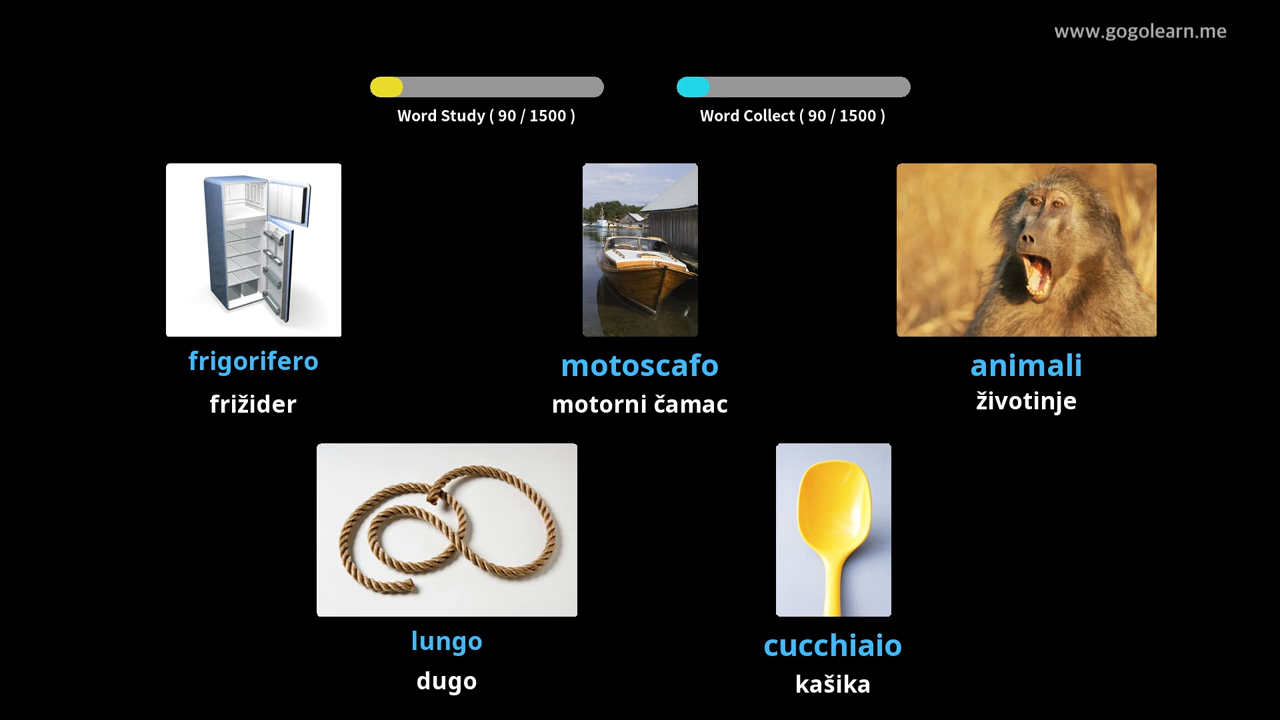 www.gogolearn.me
Word Study ( 90 / 1500 )
Word Collect ( 90 / 1500 )
frigorifero
frižider
motoscafo
motorni čamac
animali
životinje
lungo
dugo
cucchiaio
kašika